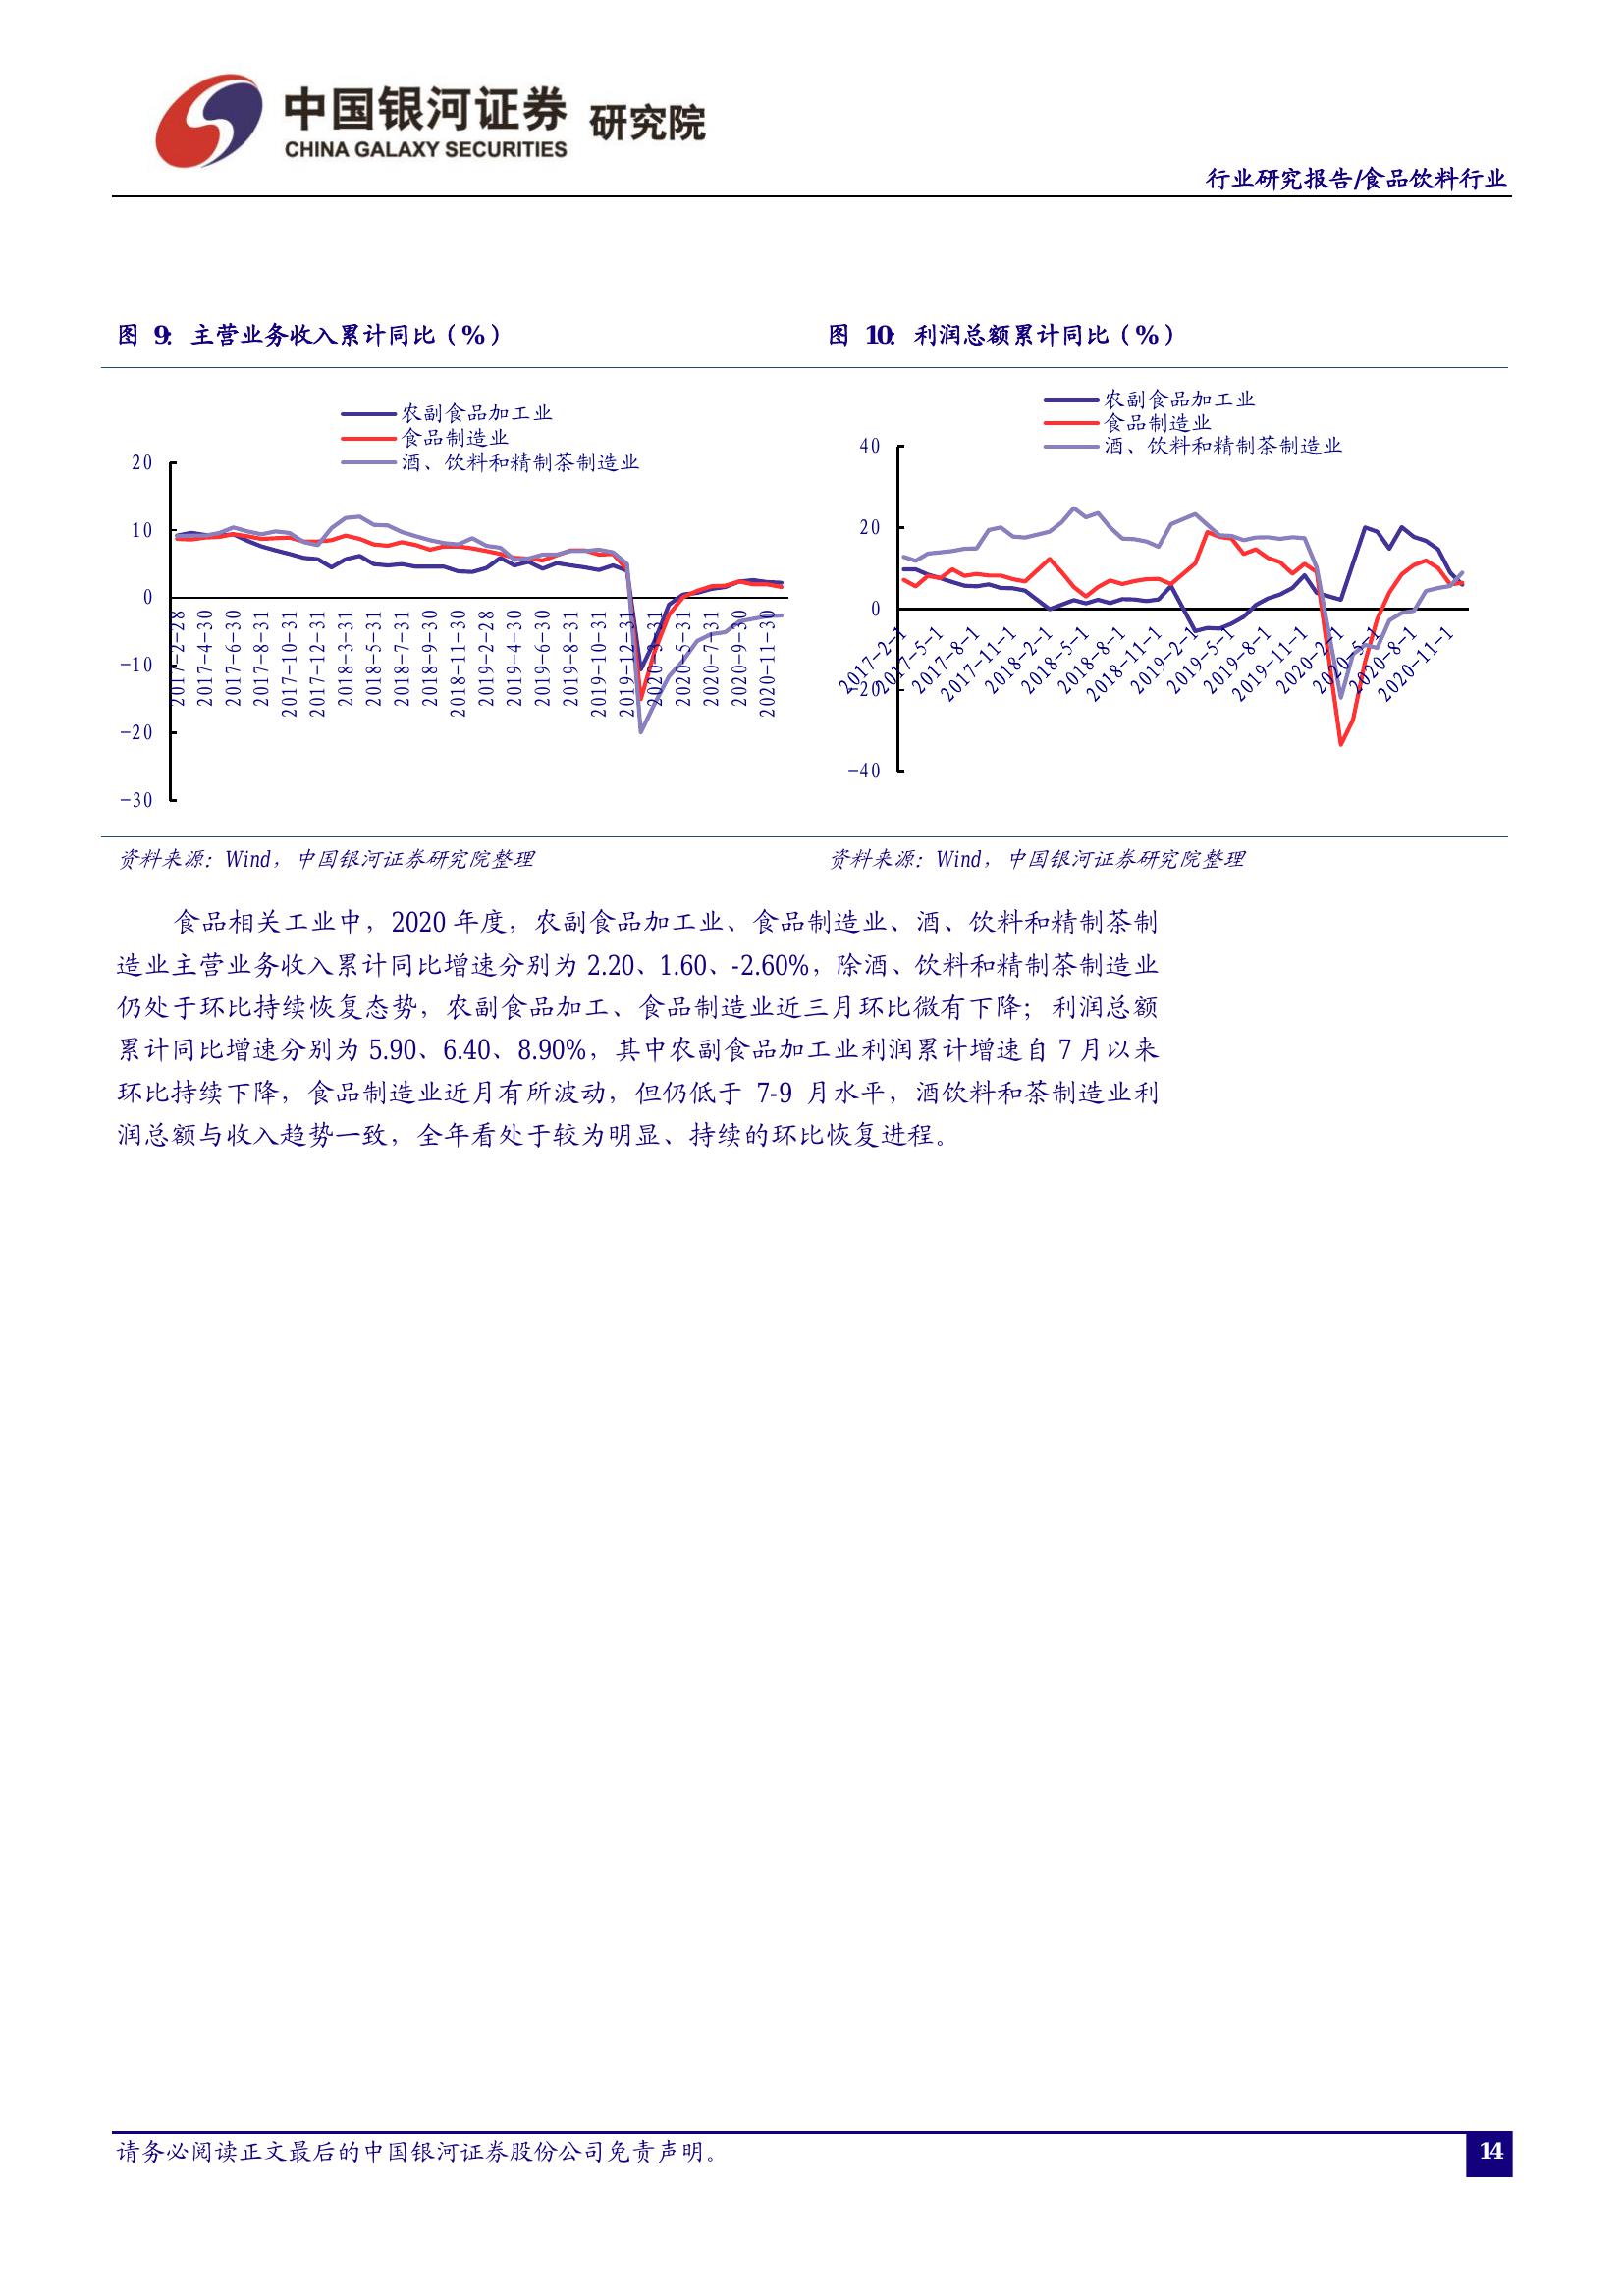 中国银河证券 研究院
CHINA GALAXY SECURITIES
行业研究报告/食品饮料行业
图 9: 主营业务收入累计同比（%）
农副食品加工业
食品制造业
酒、饮料和精制茶制造业
20
10
0
−10
−20
−30
2017−2−28
2017−4−30
2017−6−30
2017−8−31
2017−10−31
2017−12−31
2018−3−31
2018−5−31
2018−7−31
2018−9−30
2018−11−30
2019−2−28
2019−4−30
2019−6−30
2019−8−31
2019−10−31
2019−12−31
2020−3−31
2020−5−31
2020−7−31
2020−9−30
2020−11−30
资料来源：Wind，中国银河证券研究院整理
图 10: 利润总额累计同比（%）
农副食品加工业
食品制造业
酒、饮料和精制茶制造业
40
20
0
−20
−40
2017−2−1
2017−5−1
2017−8−1
2017−11−1
2018−2−1
2018−5−1
2018−8−1
2018−11−1
2019−2−1
2019−5−1
2019−8−1
2019−11−1
2020−2−1
2020−5−1
2020−8−1
2020−11−1
资料来源：Wind，中国银河证券研究院整理
食品相关工业中，2020 年度，农副食品加工业、食品制造业、酒、饮料和精制茶制
造业主营业务收入累计同比增速分别为 2.20、1.60、-2.60%，除酒、饮料和精制茶制造业
仍处于环比持续恢复态势，农副食品加工、食品制造业近三月环比微有下降；利润总额
累计同比增速分别为 5.90、6.40、8.90%，其中农副食品加工业利润累计增速自 7 月以来
环比持续下降，食品制造业近月有所波动，但仍低于 7-9 月水平，酒饮料和茶制造业利
润总额与收入趋势一致，全年看处于较为明显、持续的环比恢复进程。
请务必阅读正文最后的中国银河证券股份公司免责声明。
14